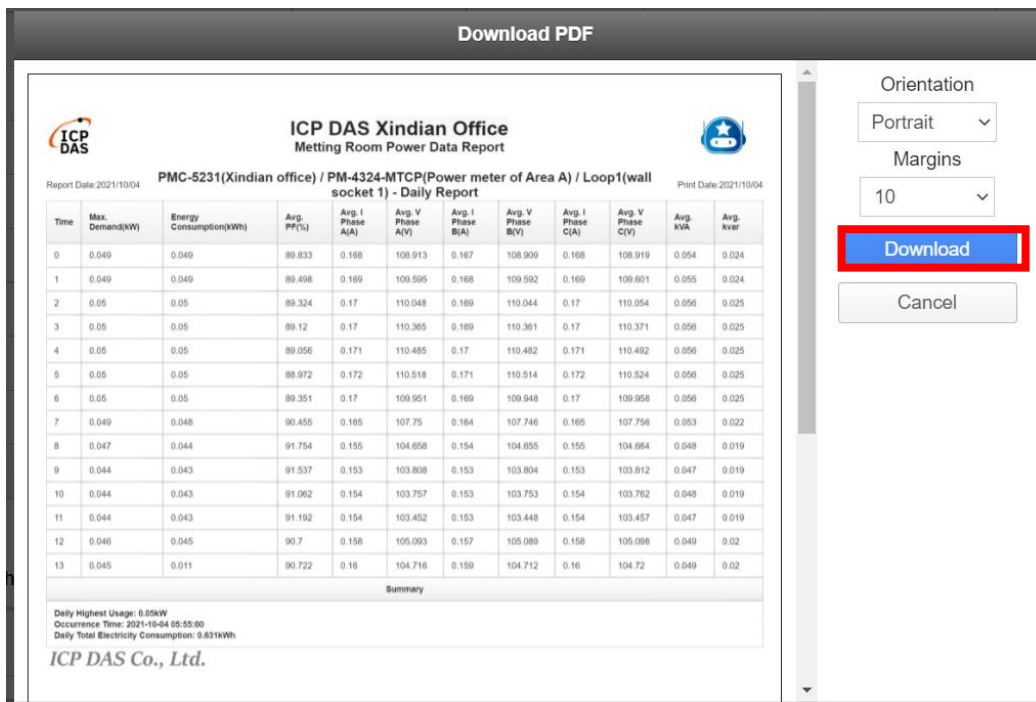 Download PDF
ICP DAS
ICP DAS Xindian Office
Metting Room Power Data Report
Report Date:2021/10/04
PMC-5231(Xindian office) / PM-4324-MTCP(Power meter of Area A) / Loop1(wall
socket 1) - Daily Report
Print Date:2021/10/04
Time Max. Demand(kW) Energy Consumption(kWh) Avg. PF(%) Avg. I Phase A(A) Avg. V Phase A(V) Avg. I Phase B(A) Avg. V Phase B(V) Avg. I Phase C(A) Avg. V Phase C(V) Avg. kVA Avg. kvar
0 0.049 0.049 89.833 0.168 108.913 0.167 108.909 0.168 108.919 0.054 0.024
1 0.049 0.049 89.498 0.169 109.595 0.168 109.592 0.169 109.601 0.055 0.024
2 0.05 0.05 89.324 0.17 110.048 0.169 110.044 0.17 110.054 0.056 0.025
3 0.05 0.05 89.12 0.17 110.365 0.169 110.361 0.17 110.371 0.056 0.025
4 0.05 0.05 89.056 0.171 110.485 0.17 110.482 0.171 110.492 0.056 0.025
5 0.05 0.05 88.972 0.172 110.518 0.171 110.514 0.172 110.524 0.056 0.025
6 0.05 0.05 89.351 0.17 109.951 0.169 109.948 0.17 109.958 0.056 0.025
7 0.049 0.048 90.455 0.165 107.75 0.164 107.746 0.165 107.756 0.053 0.022
8 0.047 0.044 91.754 0.155 104.658 0.154 104.655 0.155 104.664 0.048 0.019
9 0.044 0.043 91.537 0.153 103.808 0.153 103.804 0.153 103.812 0.047 0.019
10 0.044 0.043 91.062 0.154 103.757 0.153 103.753 0.154 103.762 0.048 0.019
11 0.044 0.043 91.192 0.154 103.452 0.153 103.448 0.154 103.457 0.047 0.019
12 0.046 0.045 90.7 0.158 105.093 0.157 105.089 0.158 105.098 0.049 0.02
13 0.045 0.011 90.722 0.16 104.716 0.159 104.712 0.16 104.72 0.049 0.02
Summary
Daily Highest Usage: 0.05kW
Occurrence Time: 2021-10-04 05:55:00
Daily Total Electricity Consumption: 0.631kWh
ICP DAS Co., Ltd.
Orientation
Portrait
Margins
10
Download
Cancel